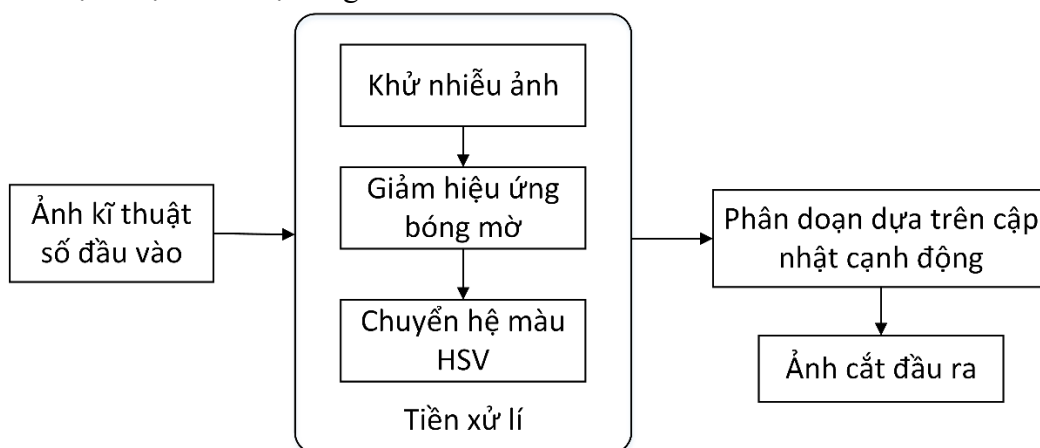 Ảnh kĩ thuật
số đầu vào
Khử nhiễu ảnh
Giảm hiệu ứng
bóng mờ
Chuyển hệ màu
HSV
Tiền xử lí
Phân doạn dựa trên cập
nhật cạnh động
Ảnh cắt đầu ra